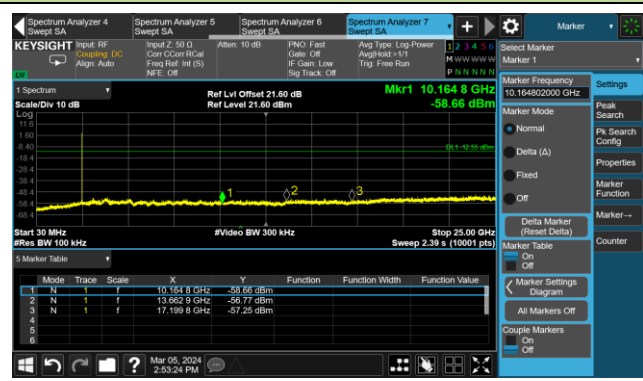 Spectrum Analyzer 4
Swept SA
Spectrum Analyzer 5
Swept SA
Spectrum Analyzer 6
Swept SA
Spectrum Analyzer 7
Swept SA
Marker
KEYSIGHT
Input: RF
Coupling: DC
Align: Auto
Input Z: 50 Ω
Corr CCorr RCal
Freq Ref: Int (S)
NFE: Off
Atten: 10 dB
PNO: Fast
Gate: Off
IF Gain: Low
Sig Track: Off
Avg Type: Log-Power
Avg|Hold:>1/1
Trig: Free Run
1 2 3 4 5 6
M W W W W W
P N N N N N
Select Marker
Marker 1
1 Spectrum
Scale/Div 10 dB
Log
Ref Lvl Offset 21.60 dB
Ref Level 21.60 dBm
Mkr1 10.164 8 GHz
-58.66 dBm
11.6
1.60
-8.40
-18.4
-28.4
-38.4
-48.4
-58.4
-68.4
DL1 -12.55 dBm
1
2
3
Start 30 MHz
#Res BW 100 kHz
#Video BW 300 kHz
Stop 25.00 GHz
Sweep 2.39 s (10001 pts)
5 Marker Table
Mode Trace Scale X Y Function Function Width Function Value
1 N 1 f 10.164 8 GHz -58.66 dBm
2 N 1 f 13.662 9 GHz -56.77 dBm
3 N 1 f 17.199 8 GHz -57.25 dBm
4
5
6
Marker Frequency
10.164802000 GHz
Marker Mode
Normal
Delta (Δ)
Fixed
Off
Delta Marker
(Reset Delta)
Marker Table
On
Off
Marker Settings
Diagram
All Markers Off
Couple Markers
On
Off
Settings
Peak
Search
Pk Search
Config
Properties
Marker
Function
Marker→
Counter
?
Mar 05, 2024
2:53:24 PM